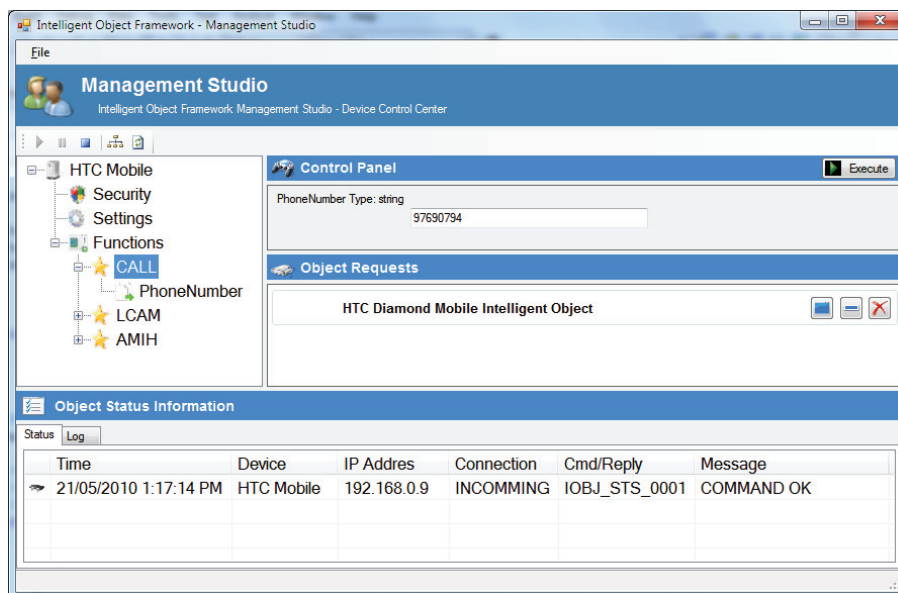 Intelligent Object Framework - Management Studio
File
Management Studio
Intelligent Object Framework Management Studio - Device Control Center
HTC Mobile
Security
Settings
Functions
CALL
PhoneNumber
LCAM
AMIH
Control Panel
Execute
PhoneNumber Type: string
97690794
Object Requests
HTC Diamond Mobile Intelligent Object
Object Status Information
Status Log
Time Device IP Addres Connection Cmd/Reply Message
21/05/2010 1:17:14 PM HTC Mobile 192.168.0.9 INCOMMING IOBJ_STS_0001 COMMAND OK